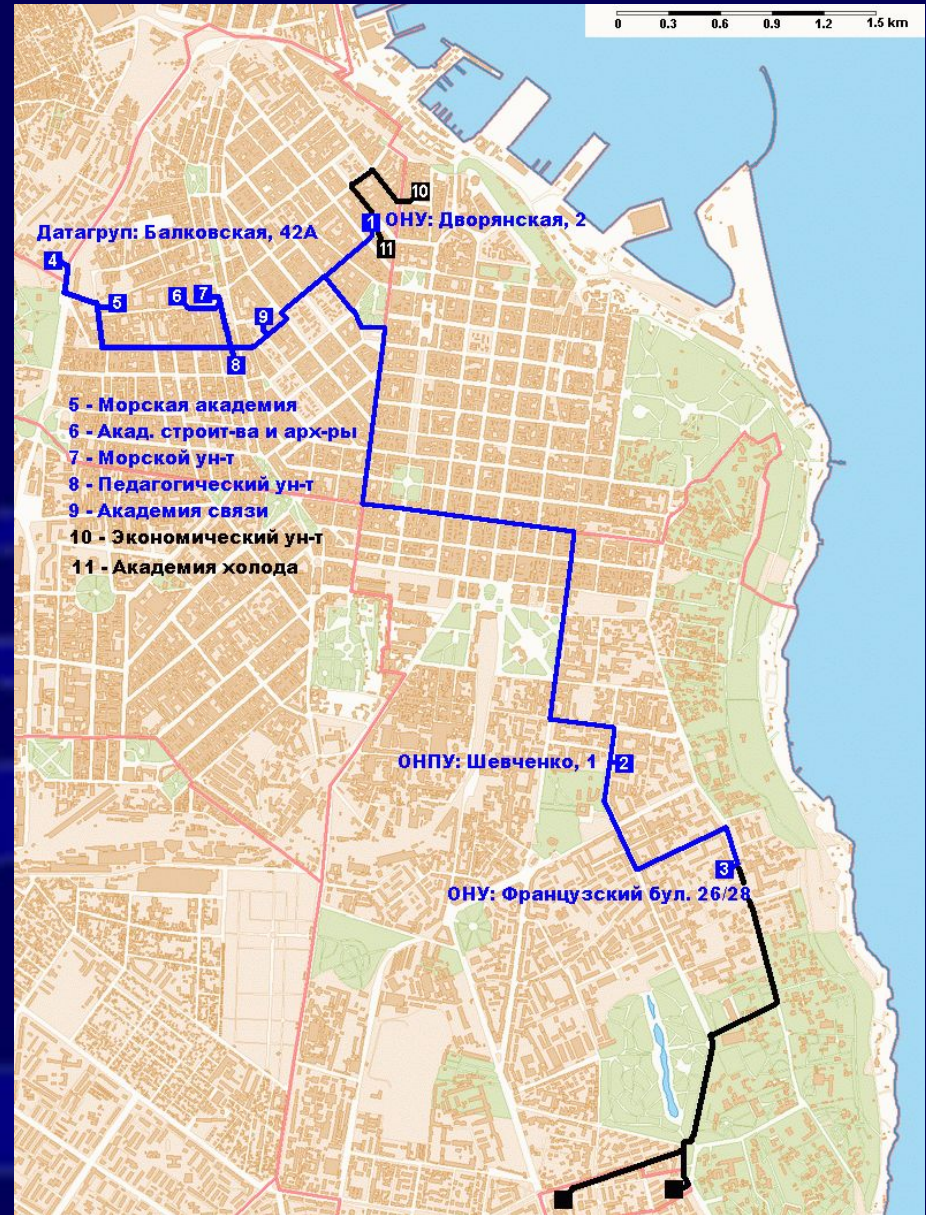 0 0.3 0.6 0.9 1.2 1.5 km
10
1 ОНУ: Дворянская, 2
Датагруп: Балковская, 42А
11
4
6 7
5
9
8
5 - Морская академия
6 - Акад. строит-ва и арх-ры
7 - Морской ун-т
8 - Педагогический ун-т
9 - Академия связи
10 - Экономический ун-т
11 - Академия холода
ОНПУ: Шевченко, 1 2
3
ОНУ: Французский бул. 26/28